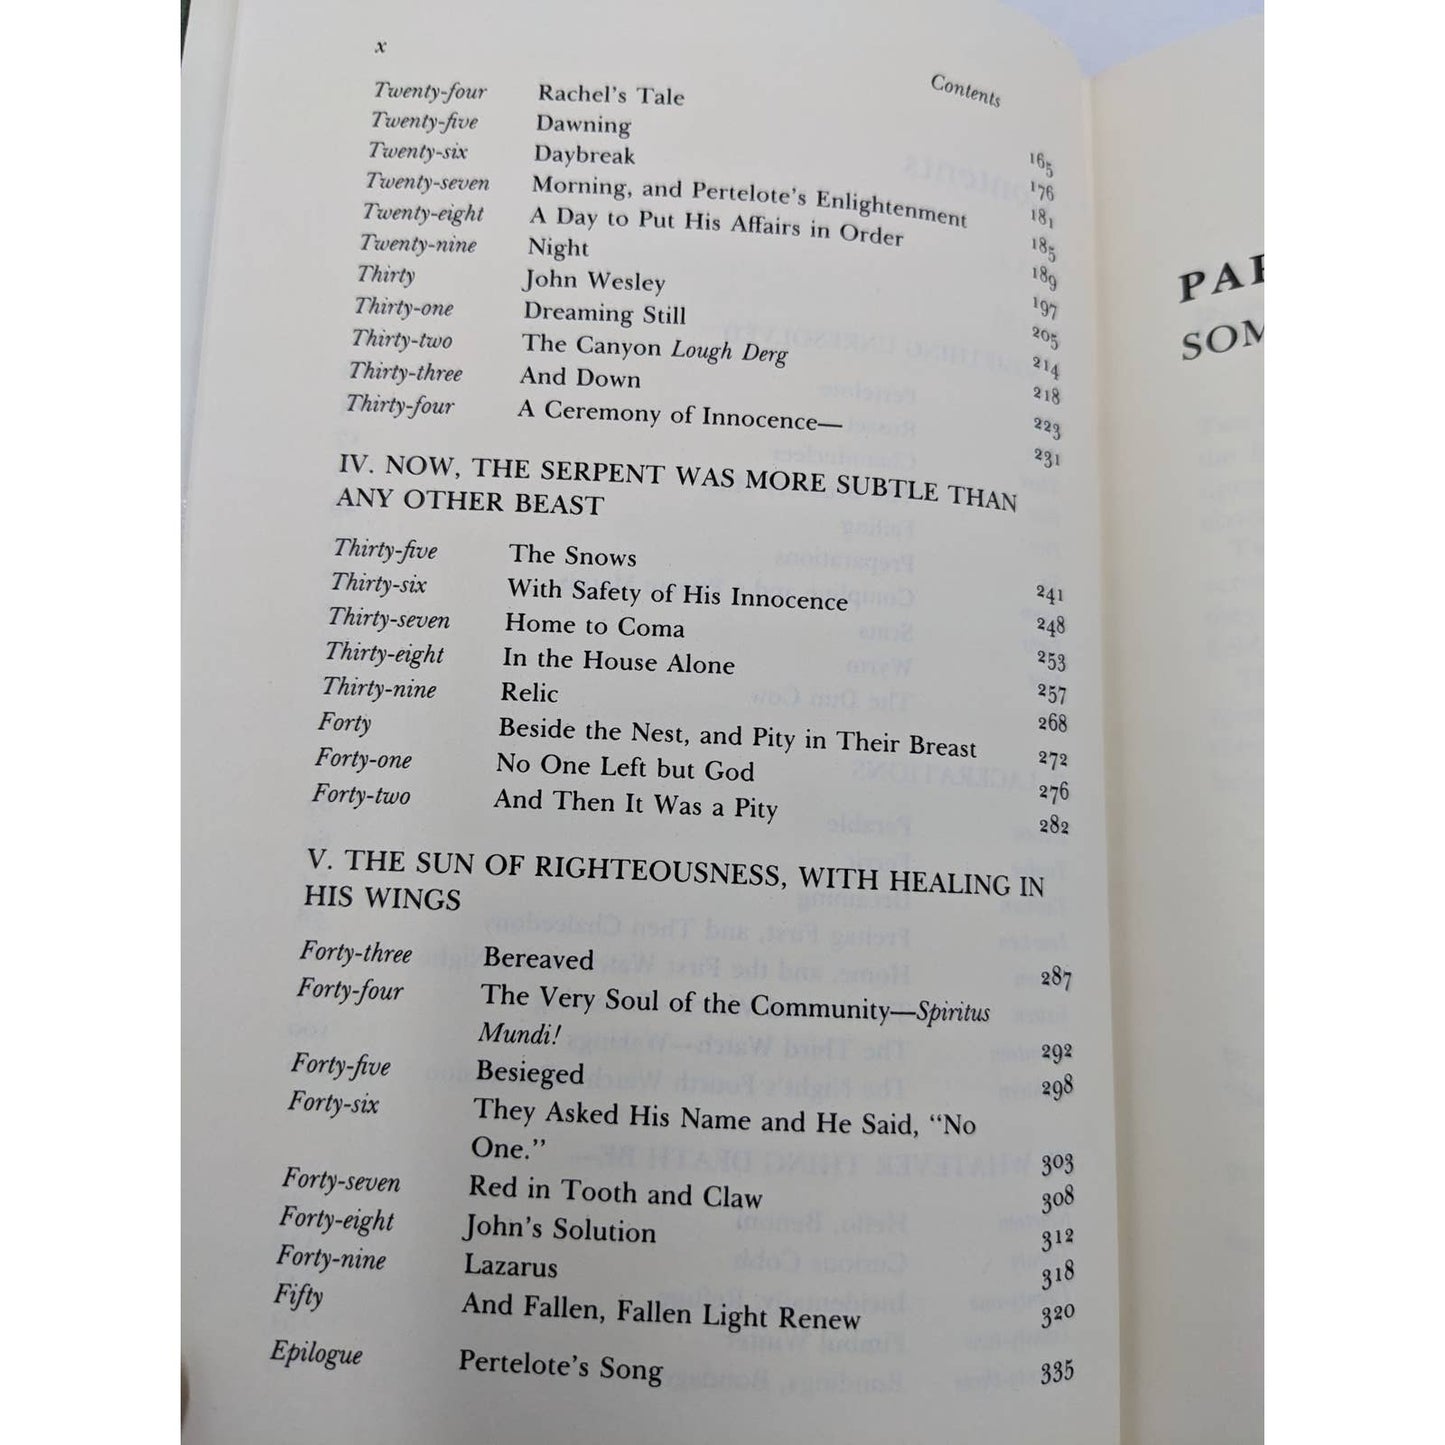 x
Contents
Twenty-four Rachel's Tale 165
Twenty-five Dawning 176
Twenty-six Daybreak 181
Twenty-seven Morning, and Pertelote's Enlightenment 185
Twenty-eight A Day to Put His Affairs in Order 189
Twenty-nine Night 197
Thirty John Wesley 205
Thirty-one Dreaming Still 214
Thirty-two The Canyon Lough Derg 218
Thirty-three And Down 223
Thirty-four A Ceremony of Innocence— 231
IV. NOW, THE SERPENT WAS MORE SUBTLE THAN
ANY OTHER BEAST
Thirty-five The Snows 241
Thirty-six With Safety of His Innocence 248
Thirty-seven Home to Coma 253
Thirty-eight In the House Alone 257
Thirty-nine Relic 268
Forty Beside the Nest, and Pity in Their Breast 272
Forty-one No One Left but God 276
Forty-two And Then It Was a Pity 282
V. THE SUN OF RIGHTEOUSNESS, WITH HEALING IN
HIS WINGS
Forty-three Bereaved 287
Forty-four The Very Soul of the Community—Spiritus
Mundi! 292
Forty-five Besieged 298
Forty-six They Asked His Name and He Said, “No
One.” 303
Forty-seven Red in Tooth and Claw 308
Forty-eight John's Solution 312
Forty-nine Lazarus 318
Fifty And Fallen, Fallen Light Renew 320
Epilogue Pertelote's Song 335